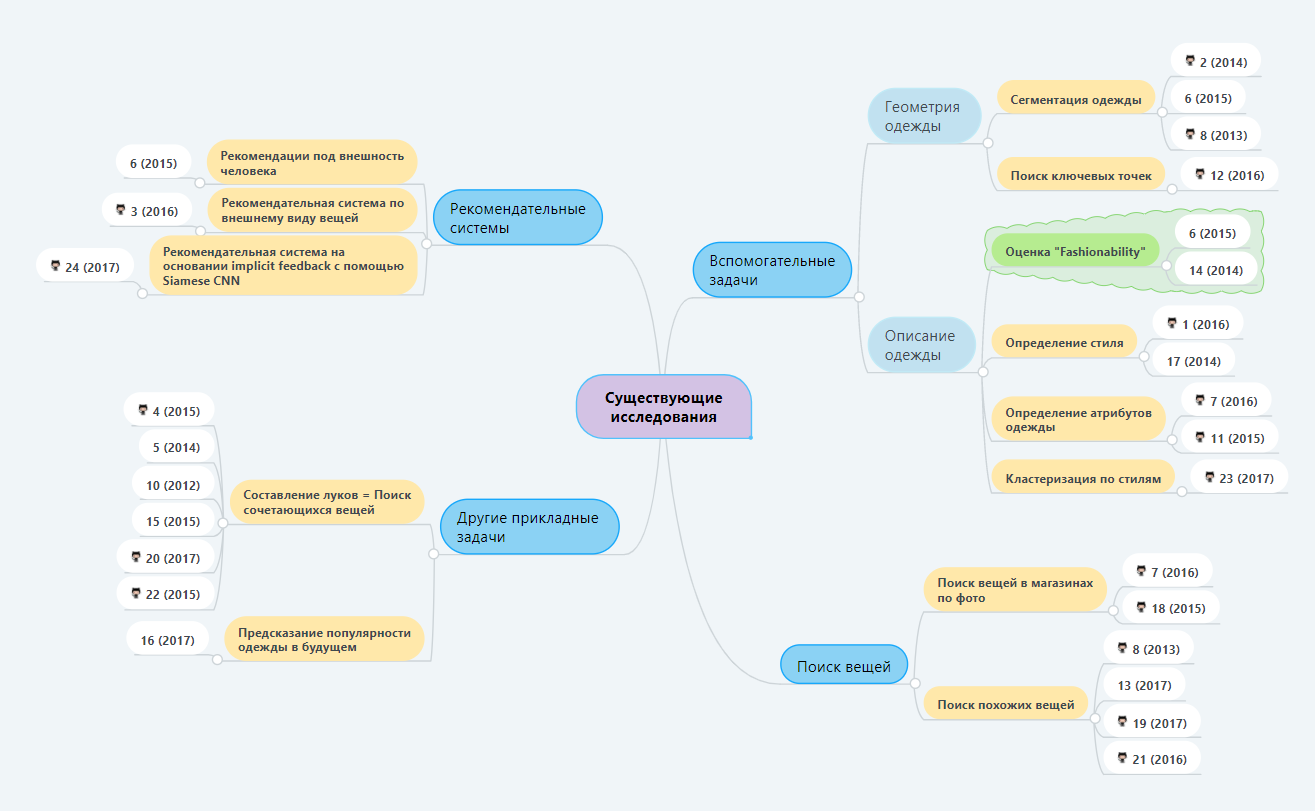 Существующие
исследования
Рекомендательные
системы
Рекомендации под внешность
человека
6 (2015)
Рекомендательная система по
внешнему виду вещей
3 (2016)
Рекомендательная система на
основании implicit feedback с помощью
Siamese CNN
24 (2017)
Другие прикладные
задачи
Составление луков = Поиск
сочетающихся вещей
4 (2015)
5 (2014)
10 (2012)
15 (2015)
20 (2017)
22 (2015)
Предсказание популярности
одежды в будущем
16 (2017)
Вспомогательные
задачи
Геометрия
одежды
Сегментация одежды
2 (2014)
6 (2015)
8 (2013)
Поиск ключевых точек
12 (2016)
Описание
одежды
Оценка "Fashionability"
6 (2015)
14 (2014)
Определение стиля
1 (2016)
17 (2014)
Определение атрибутов
одежды
7 (2016)
11 (2015)
Кластеризация по стилям
23 (2017)
Поиск вещей
Поиск вещей в магазинах
по фото
7 (2016)
18 (2015)
Поиск похожих вещей
8 (2013)
13 (2017)
19 (2017)
21 (2016)